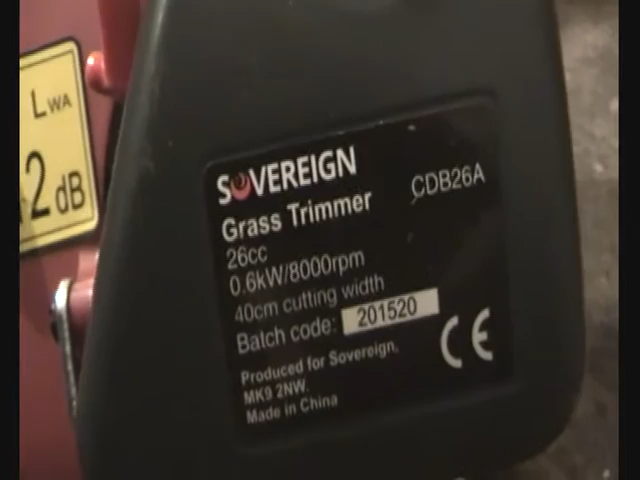 LWA
2 dB
SOVEREIGN
Grass Trimmer CDB26A
26cc
0.6kW/8000rpm
40cm cutting width
Batch code: 201520
Produced for Sovereign,
MK9 2NW.
Made in China
CE